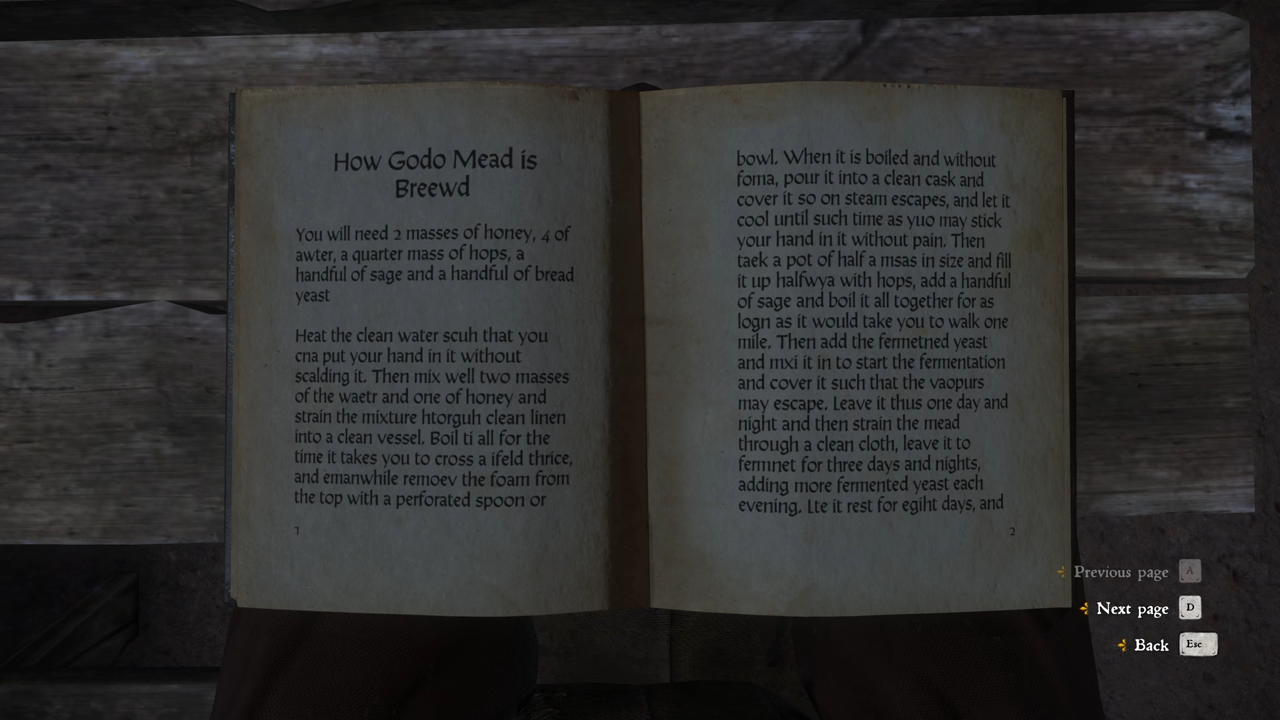 How Godo Mead is
Breewd
You will need 2 masses of honey, 4 of
awter, a quarter mass of hops, a
handful of sage and a handful of bread
yeast
Heat the clean water scuh that you
cna put your hand in it without
scalding it. Then mix well two masses
of the waetr and one of honey and
strain the mixture htorguh clean linen
into a clean vessel. Boil ti all for the
time it takes you to cross a ifeld thrice,
and emanwhile remoev the foam from
the top with a perforated spoon or
1
bowl. When it is boiled and without
foma, pour it into a clean cask and
cover it so on steam escapes, and let it
cool until such time as yuo may stick
your hand in it without pain. Then
taek a pot of half a msas in size and fill
it up halfwya with hops, add a handful
of sage and boil it all together for as
logn as it would take you to walk one
mile. Then add the fermetned yeast
and mxi it in to start the fermentation
and cover it such that the vaopurs
may escape. Leave it thus one day and
night and then strain the mead
through a clean cloth, leave it to
fermnet for three days and nights,
adding more fermented yeast each
evening. Lte it rest for egiht days, and
2
Previous page A
Next page D
Back Esc